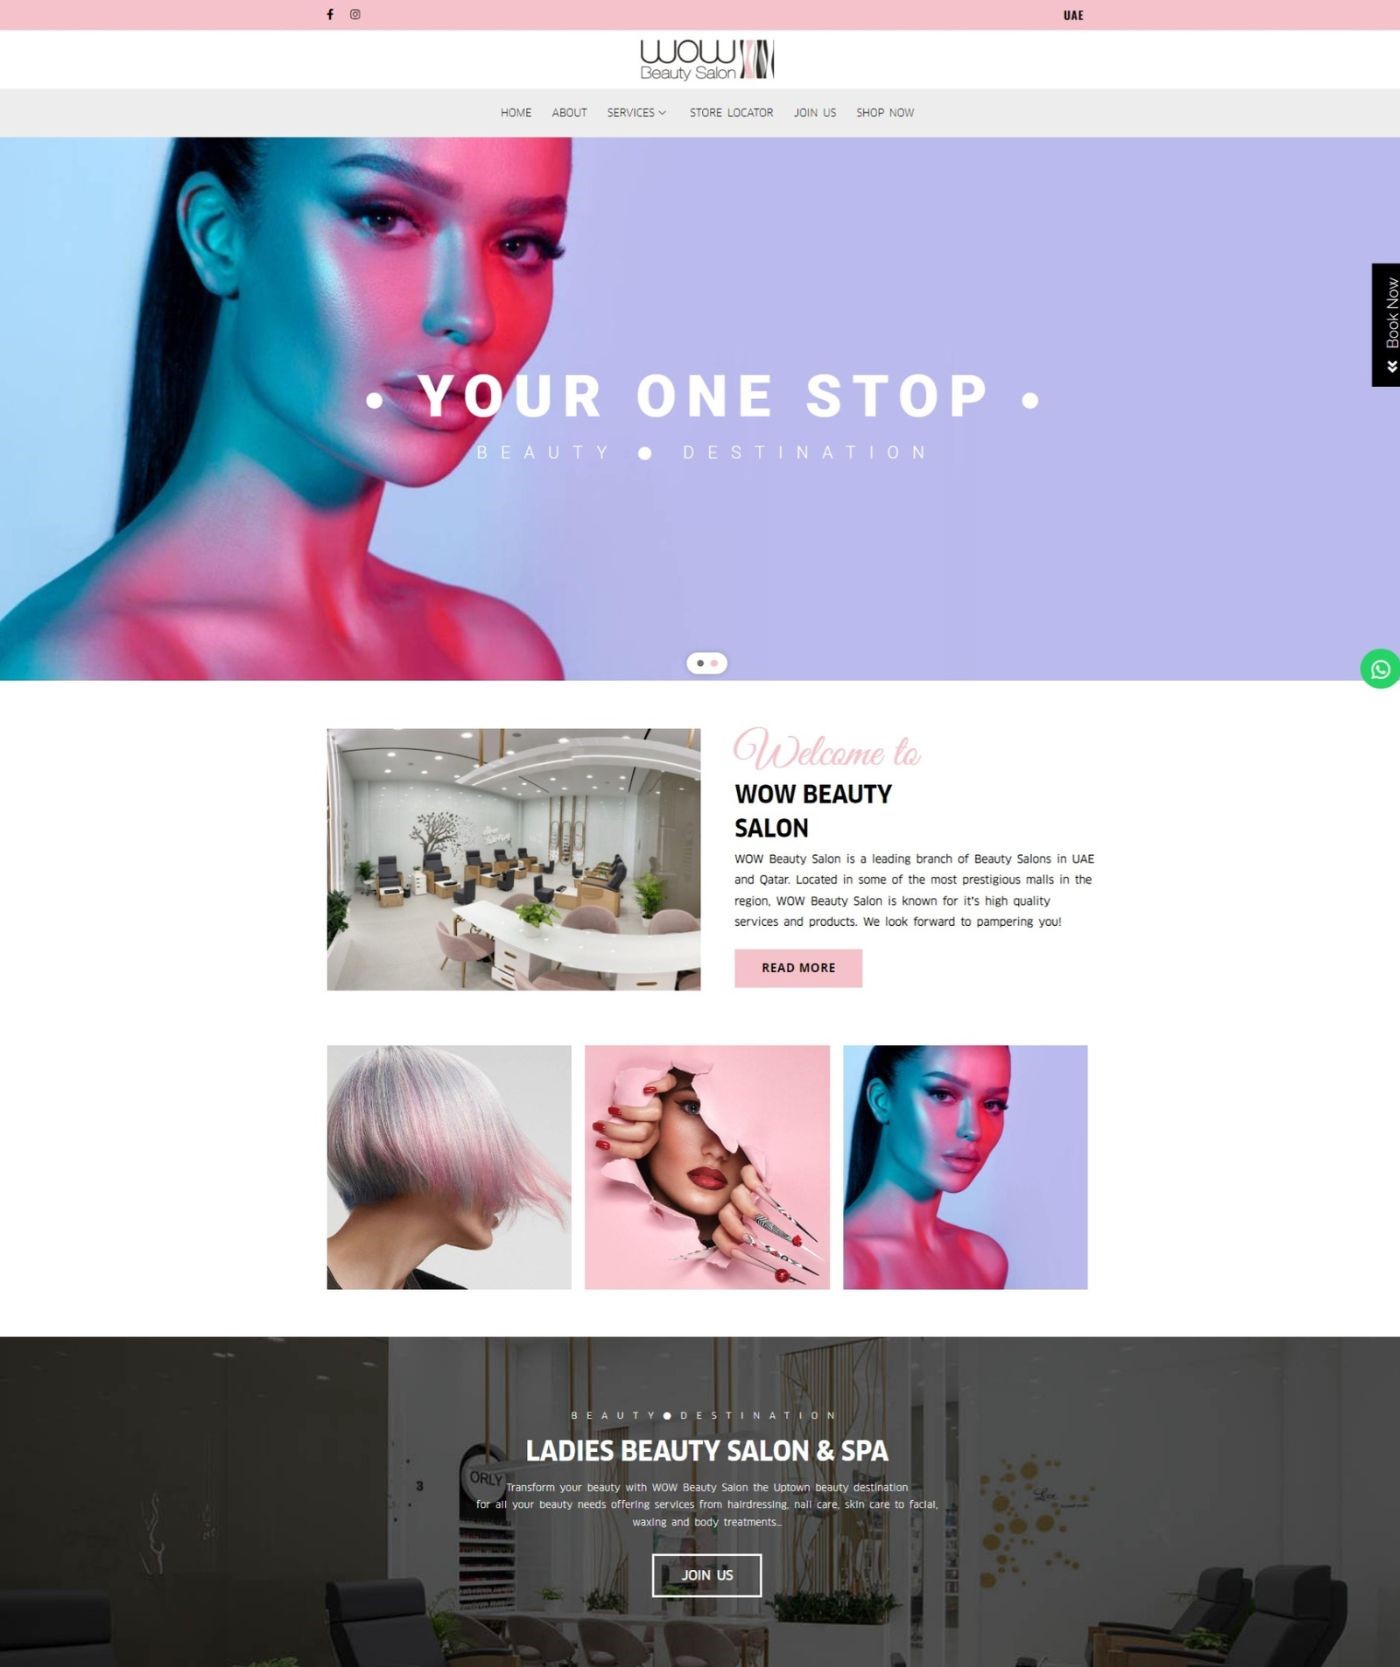 UAE
WOW
Beauty Salon
HOME ABOUT SERVICES STORE LOCATOR JOIN US SHOP NOW
Book Now
• YOUR ONE STOP •
BEAUTY ● DESTINATION
Welcome to
WOW BEAUTY
SALON
WOW Beauty Salon is a leading branch of Beauty Salons in UAE
and Qatar. Located in some of the most prestigious malls in the
region, WOW Beauty Salon is known for it's high quality
services and products. We look forward to pampering you!
READ MORE
BEAUTY●DESTINATION
LADIES BEAUTY SALON & SPA
ORLY
3
Transform your beauty with WOW Beauty Salon the Uptown beauty destination
for all your beauty needs offering services from hairdressing, nail care, skin care to facial,
waxing and body treatments...
JOIN US